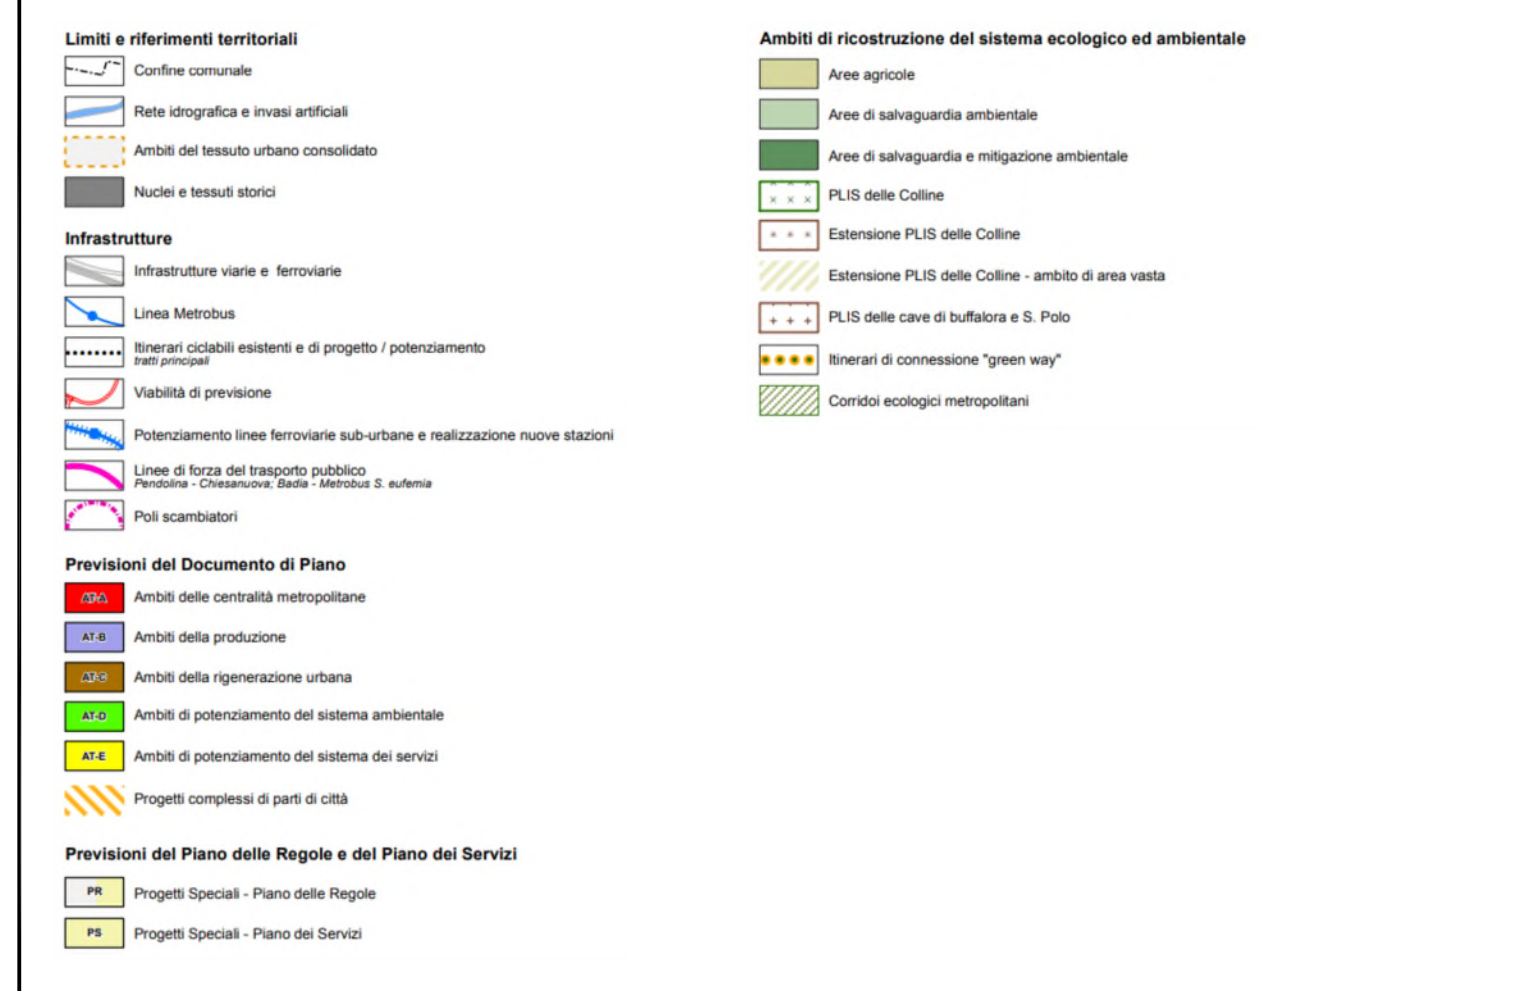 Limiti e riferimenti territoriali
Confine comunale
Rete idrografica e invasi artificiali
Ambiti del tessuto urbano consolidato
Nuclei e tessuti storici
Infrastrutture
Infrastrutture viarie e ferroviarie
Linea Metrobus
Itinerari ciclabili esistenti e di progetto / potenziamento
tratti principali
Viabilità di previsione
Potenziamento linee ferroviarie sub-urbane e realizzazione nuove stazioni
Linee di forza del trasporto pubblico
Pendolina - Chiesanuova; Badia - Metrobus S. eufemia
Poli scambiatori
Previsioni del Documento di Piano
AT-A Ambiti delle centralità metropolitane
AT-B Ambiti della produzione
AT-C Ambiti della rigenerazione urbana
AT-D Ambiti di potenziamento del sistema ambientale
AT-E Ambiti di potenziamento del sistema dei servizi
Progetti complessi di parti di città
Previsioni del Piano delle Regole e del Piano dei Servizi
PR Progetti Speciali - Piano delle Regole
PS Progetti Speciali - Piano dei Servizi
Ambiti di ricostruzione del sistema ecologico ed ambientale
Aree agricole
Aree di salvaguardia ambientale
Aree di salvaguardia e mitigazione ambientale
PLIS delle Colline
Estensione PLIS delle Colline
Estensione PLIS delle Colline - ambito di area vasta
PLIS delle cave di buffalora e S. Polo
Itinerari di connessione "green way"
Corridoi ecologici metropolitani